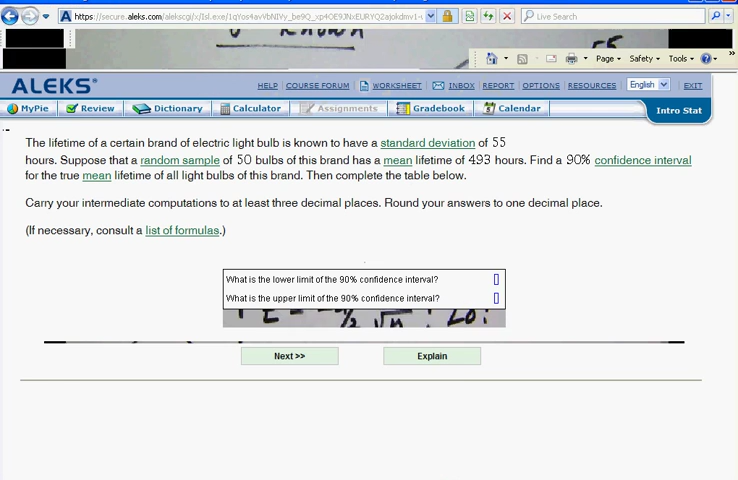 https://secure.aleks.com/alekscgi/x/Isl.exe/
Live Search
σ KNOWN
55
Page
Safety
Tools
ALEKS
HELP | COURSE FORUM | WORKSHEET INBOX | REPORT | OPTIONS | RESOURCES English EXIT
MyPie Review Dictionary Calculator Assignments Gradebook Calendar Intro Stat
The lifetime of a certain brand of electric light bulb is known to have a standard deviation of 55
hours. Suppose that a random sample of 50 bulbs of this brand has a mean lifetime of 493 hours. Find a 90% confidence interval
for the true mean lifetime of all light bulbs of this brand. Then complete the table below.
Carry your intermediate computations to at least three decimal places. Round your answers to one decimal place.
(If necessary, consult a list of formulas.)
What is the lower limit of the 90% confidence interval?
What is the upper limit of the 90% confidence interval?
Next >> Explain